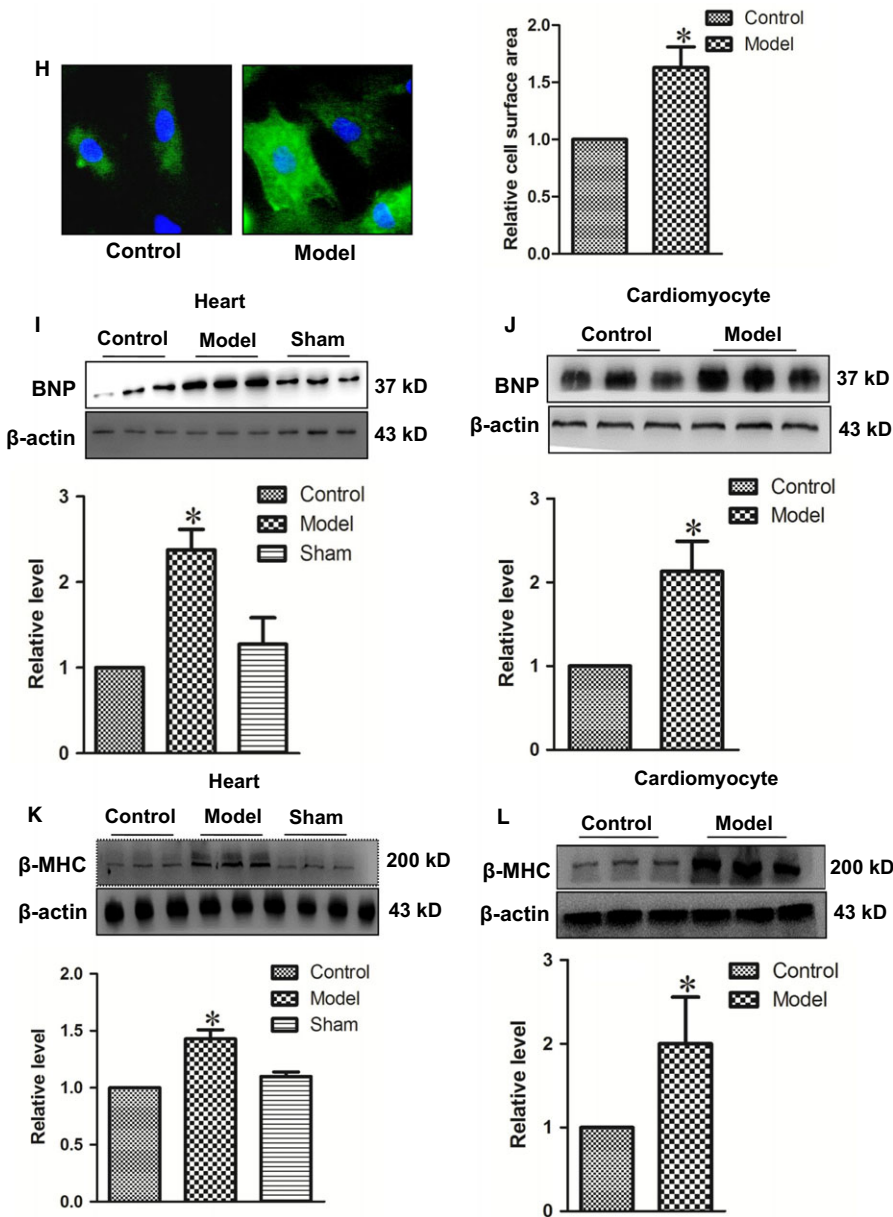 H
Control
Model
Relative cell surface area
2.0
1.5
1.0
0.5
0.0
*
Control
Model
Heart
I
Control Model Sham
BNP 37 kD
β-actin 43 kD
Relative level
3
2
1
0
*
Control
Model
Sham
Cardiomyocyte
J
Control Model
BNP 37 kD
β-actin 43 kD
Relative level
3
2
1
0
*
Control
Model
Heart
K
Control Model Sham
β-MHC 200 kD
β-actin 43 kD
Relative level
2.0
1.5
1.0
0.5
0.0
*
Control
Model
Sham
Cardiomyocyte
L
Control Model
β-MHC 200 kD
β-actin 43 kD
Relative level
3
2
1
0
*
Control
Model